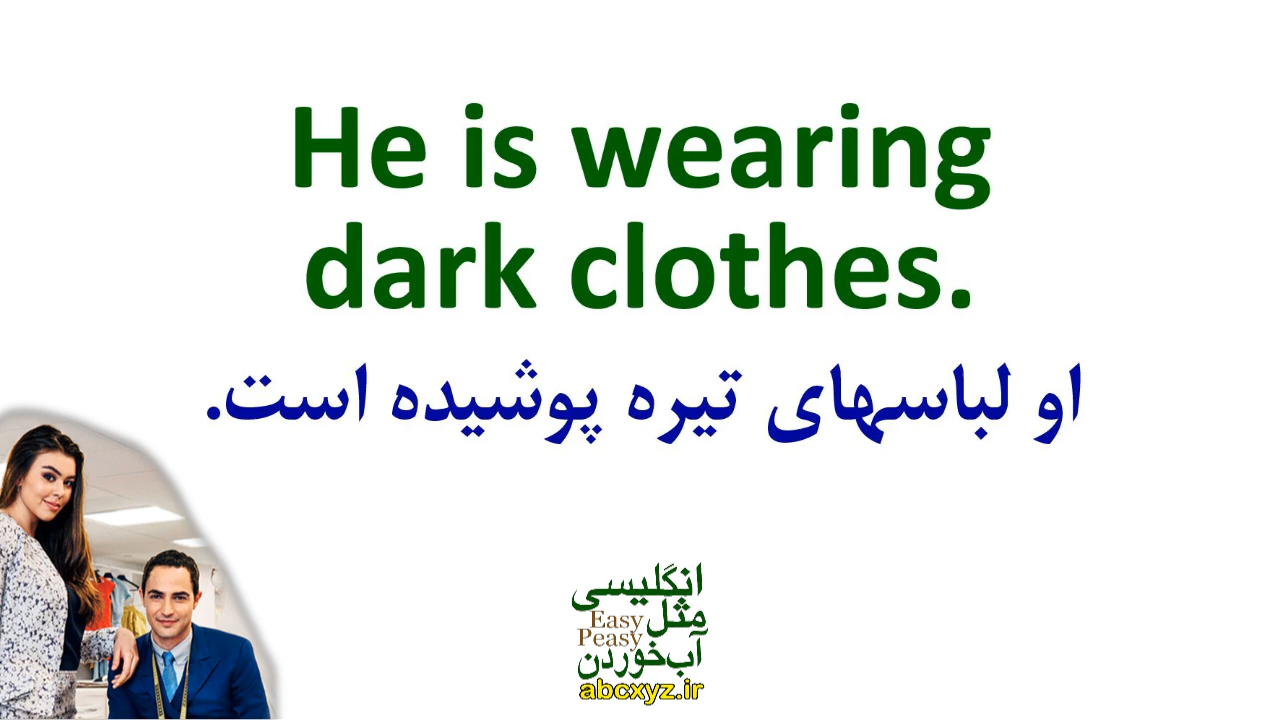 He is wearing
dark clothes.
او لباسهای تیره پوشیده است.
انگلیسی
مثل
Easy
Peasy
آب‌خوردن
abcxyz.ir